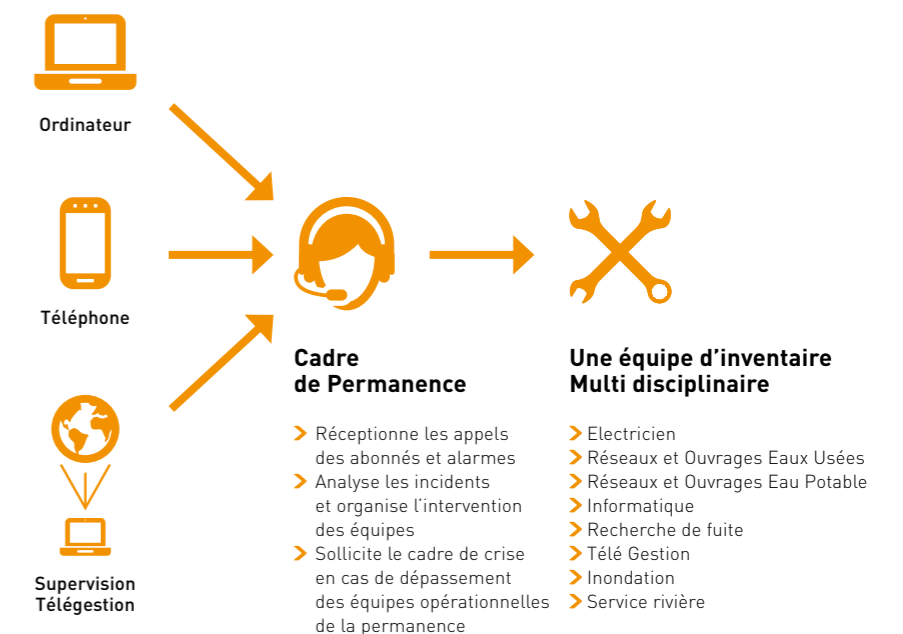 Ordinateur
Téléphone
Supervision
Télégestion
Cadre
de Permanence
Réceptionne les appels
des abonnés et alarmes
Analyse les incidents
et organise l’intervention
des équipes
Sollicite le cadre de crise
en cas de dépassement
des équipes opérationnelles
de la permanence
Une équipe d’inventaire
Multi disciplinaire
Electricien
Réseaux et Ouvrages Eaux Usées
Réseaux et Ouvrages Eau Potable
Informatique
Recherche de fuite
Télé Gestion
Inondation
Service rivière